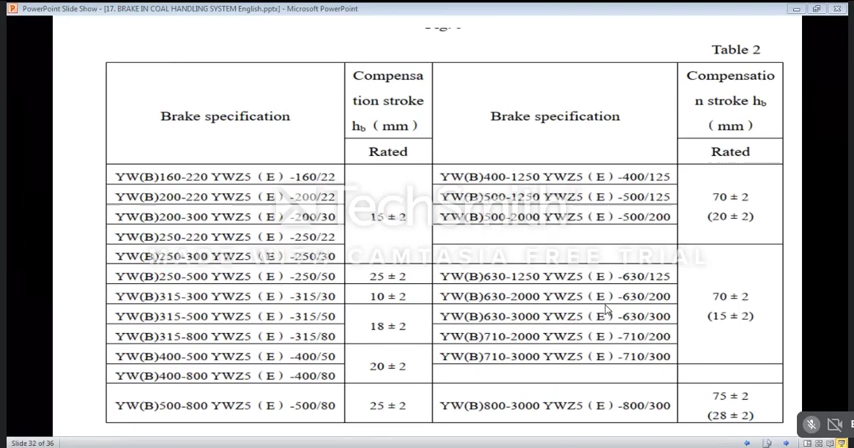 PowerPoint Slide Show - [17. BRAKE IN COAL HANDLING SYSTEM English.pptx] - Microsoft PowerPoint
Table 2
Brake specification
Compensa
tion stroke
h_b ( mm )
Rated
Brake specification
Compensatio
n stroke h_b
( mm )
Rated
YW(B)160-220 YWZ5 ( E ) -160/22
YW(B)200-220 YWZ5 ( E ) -200/22
YW(B)200-300 YWZ5 ( E ) -200/30
YW(B)250-220 YWZ5 ( E ) -250/22
YW(B)250-300 YWZ5 ( E ) -250/30
15 ± 2
YW(B)250-500 YWZ5 ( E ) -250/50
25 ± 2
YW(B)315-300 YWZ5 ( E ) -315/30
10 ± 2
YW(B)315-500 YWZ5 ( E ) -315/50
YW(B)315-800 YWZ5 ( E ) -315/80
18 ± 2
YW(B)400-500 YWZ5 ( E ) -400/50
YW(B)400-800 YWZ5 ( E ) -400/80
20 ± 2
YW(B)500-800 YWZ5 ( E ) -500/80
25 ± 2
YW(B)400-1250 YWZ5 ( E ) -400/125
YW(B)500-1250 YWZ5 ( E ) -500/125
YW(B)500-2000 YWZ5 ( E ) -500/200
70 ± 2
(20 ± 2)
YW(B)630-1250 YWZ5 ( E ) -630/125
YW(B)630-2000 YWZ5 ( E ) -630/200
YW(B)630-3000 YWZ5 ( E ) -630/300
YW(B)710-2000 YWZ5 ( E ) -710/200
YW(B)710-3000 YWZ5 ( E ) -710/300
70 ± 2
(15 ± 2)
YW(B)800-3000 YWZ5 ( E ) -800/300
75 ± 2
(28 ± 2)
TechSmith
MADE WITH CAMTASIA FREE TRIAL
Slide 32 of 36